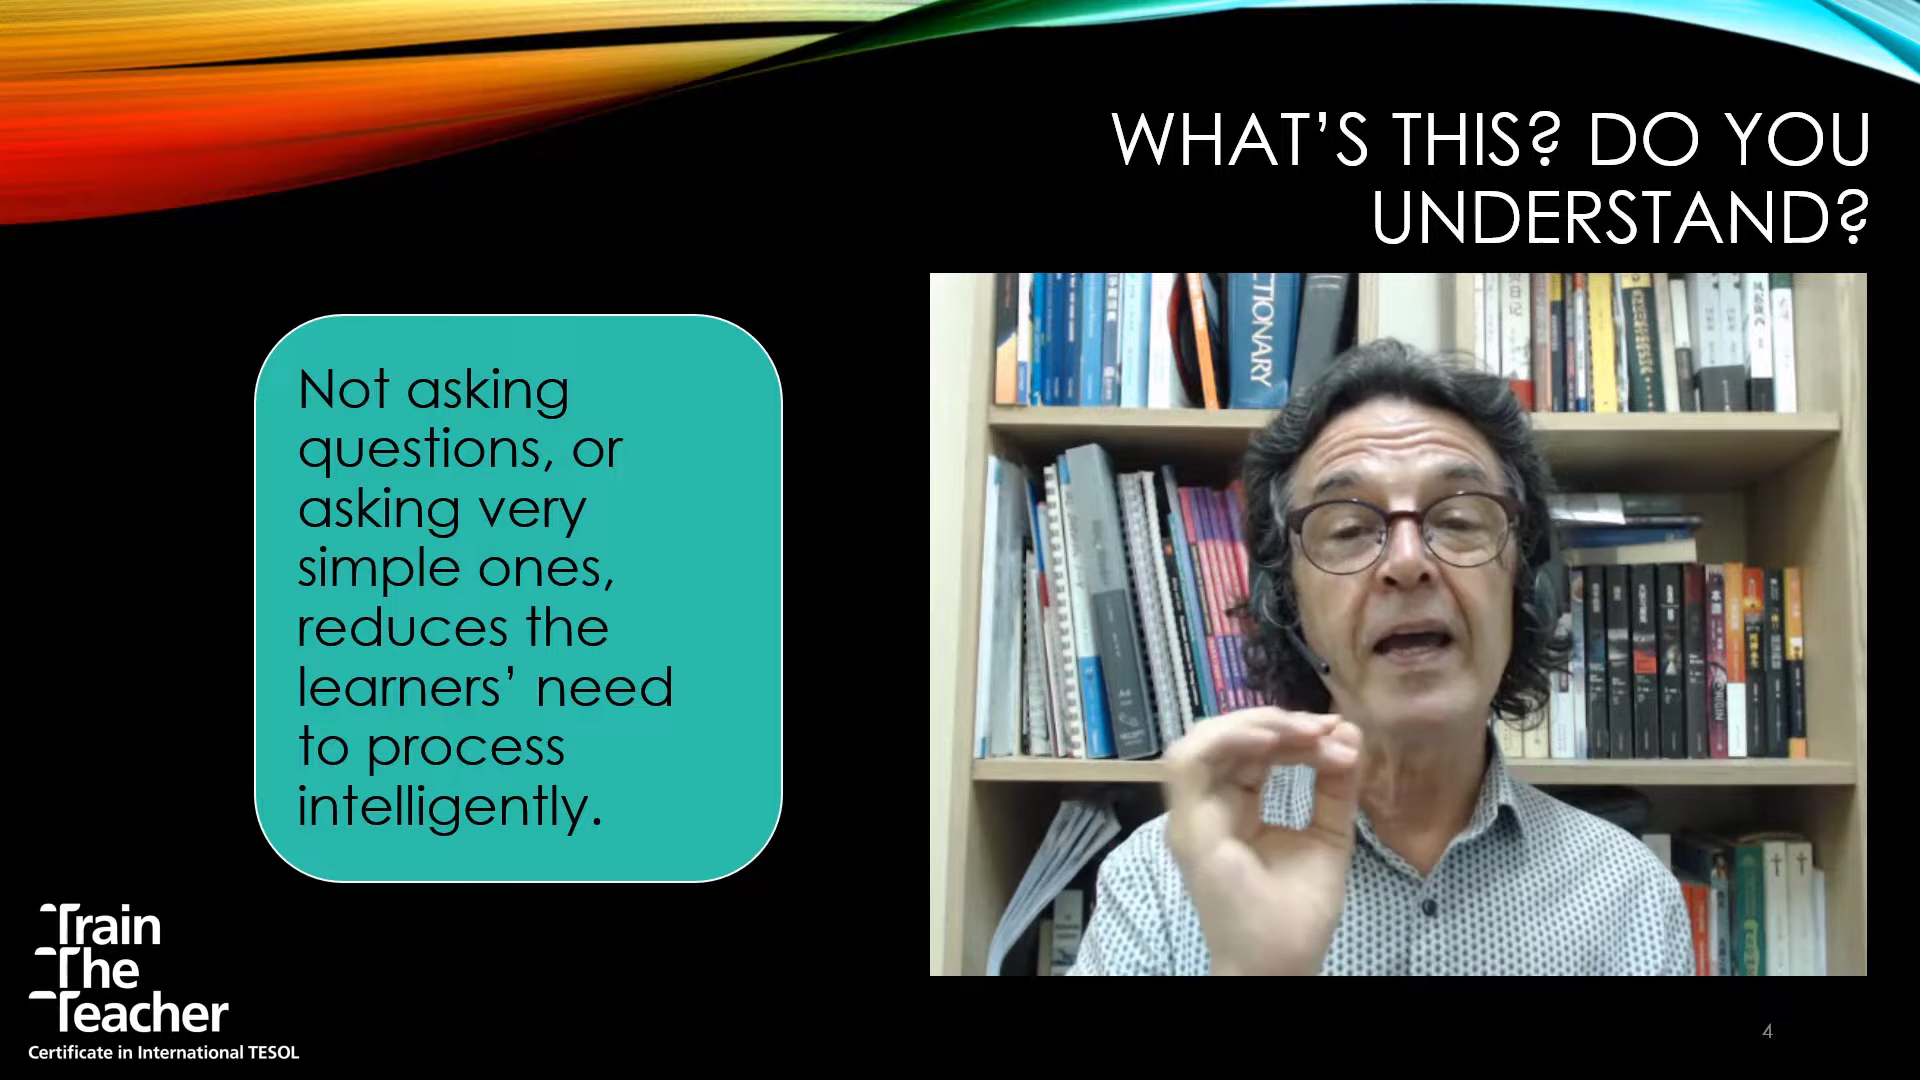 WHAT’S THIS? DO YOU
UNDERSTAND?
Not asking
questions, or
asking very
simple ones,
reduces the
learners’ need
to process
intelligently.
CTIONARY
Train
The
Teacher
Certificate in International TESOL
4